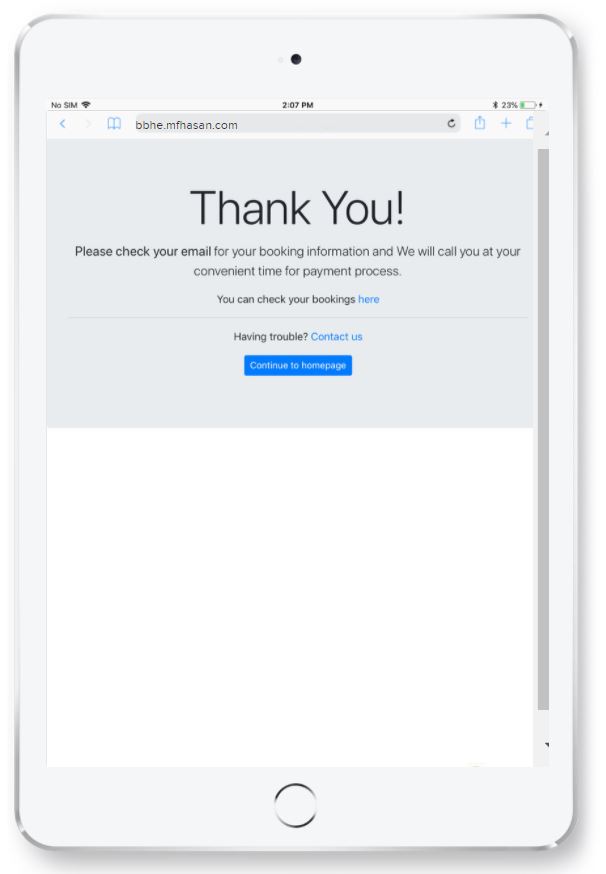 No SIM 2:07 PM 23%
bbhe.mfhasan.com
Thank You!
Please check your email for your booking information and We will call you at your
convenient time for payment process.
You can check your bookings here
Having trouble? Contact us
Continue to homepage